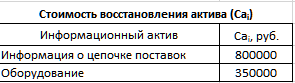 Стоимость восстановления актива (Caᵢ)
Информационный актив Caᵢ, руб.
Информация о цепочке поставок 800000
Оборудование 350000